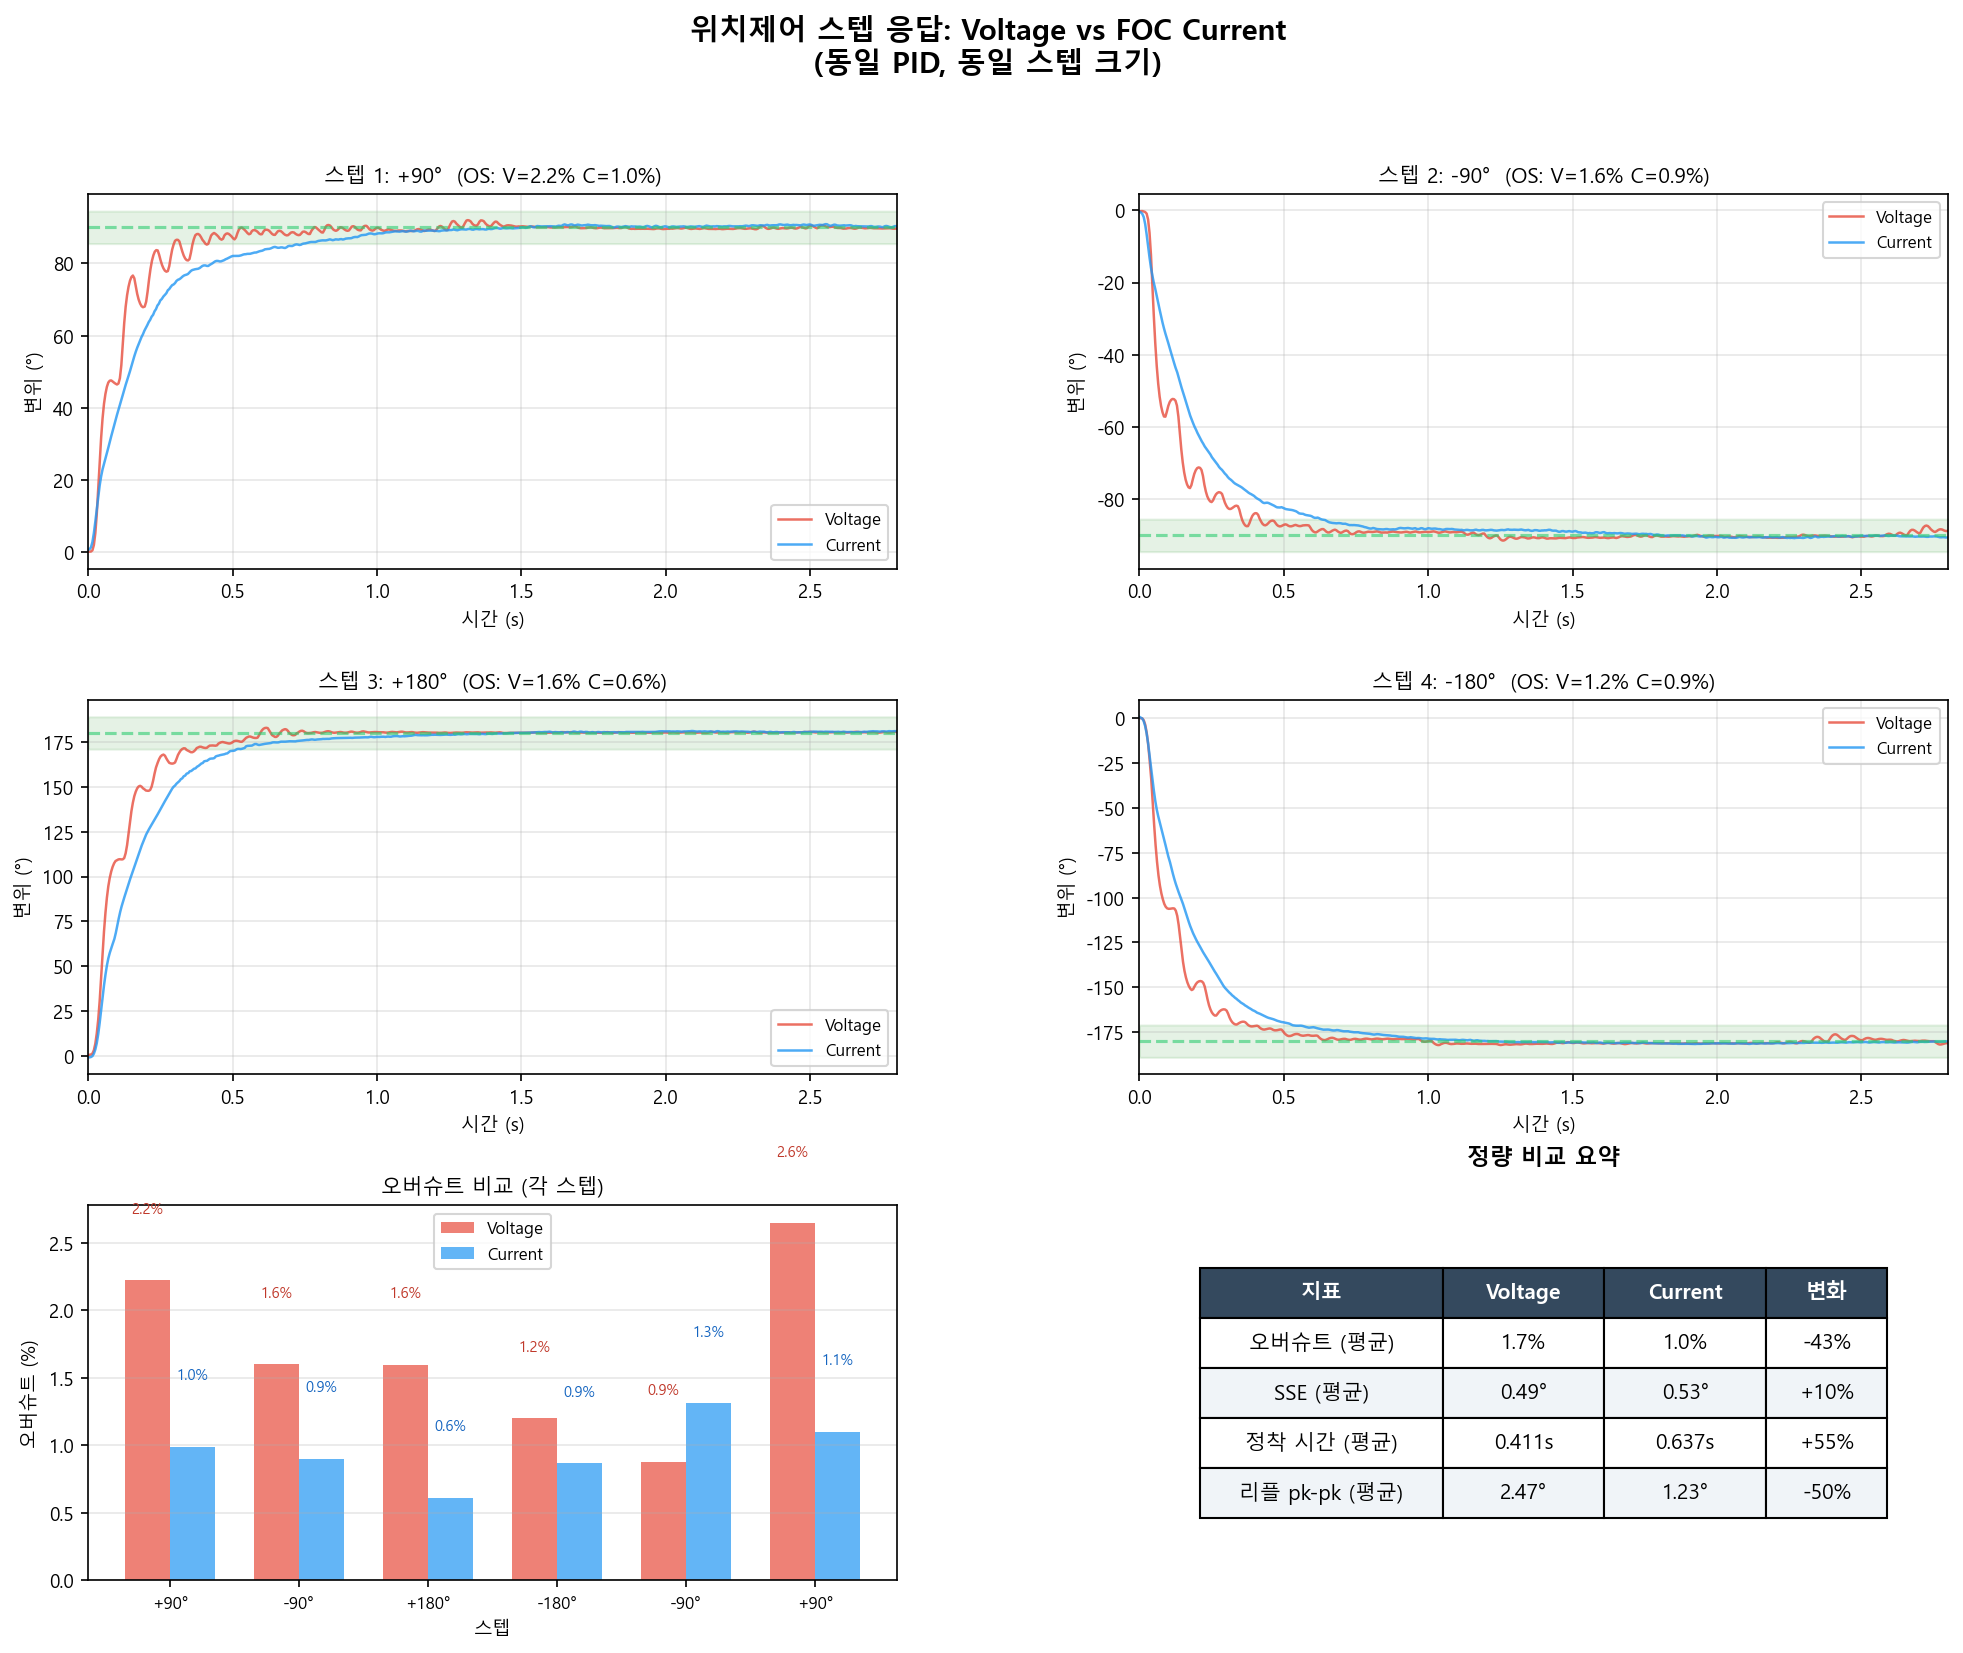 위치제어 스텝 응답: Voltage vs FOC Current
(동일 PID, 동일 스텝 크기)
스텝 1: +90°  (OS: V=2.2% C=1.0%)
변위 (°)
80
60
40
20
0
Voltage
Current
0.0 0.5 1.0 1.5 2.0 2.5
시간 (s)
스텝 2: -90°  (OS: V=1.6% C=0.9%)
변위 (°)
0
-20
-40
-60
-80
Voltage
Current
0.0 0.5 1.0 1.5 2.0 2.5
시간 (s)
스텝 3: +180°  (OS: V=1.6% C=0.6%)
변위 (°)
175
150
125
100
75
50
25
0
Voltage
Current
0.0 0.5 1.0 1.5 2.0 2.5
시간 (s)
스텝 4: -180°  (OS: V=1.2% C=0.9%)
변위 (°)
0
-25
-50
-75
-100
-125
-150
-175
Voltage
Current
0.0 0.5 1.0 1.5 2.0 2.5
시간 (s)
오버슈트 비교 (각 스텝)
오버슈트 (%)
2.5
2.0
1.5
1.0
0.5
0.0
Voltage
Current
2.2% 1.6% 1.6% 1.2% 0.9% 2.6%
1.0% 0.9% 0.6% 0.9% 1.3% 1.1%
+90° -90° +180° -180° -90° +90°
스텝
정량 비교 요약
지표 Voltage Current 변화
오버슈트 (평균) 1.7% 1.0% -43%
SSE (평균) 0.49° 0.53° +10%
정착 시간 (평균) 0.411s 0.637s +55%
리플 pk-pk (평균) 2.47° 1.23° -50%